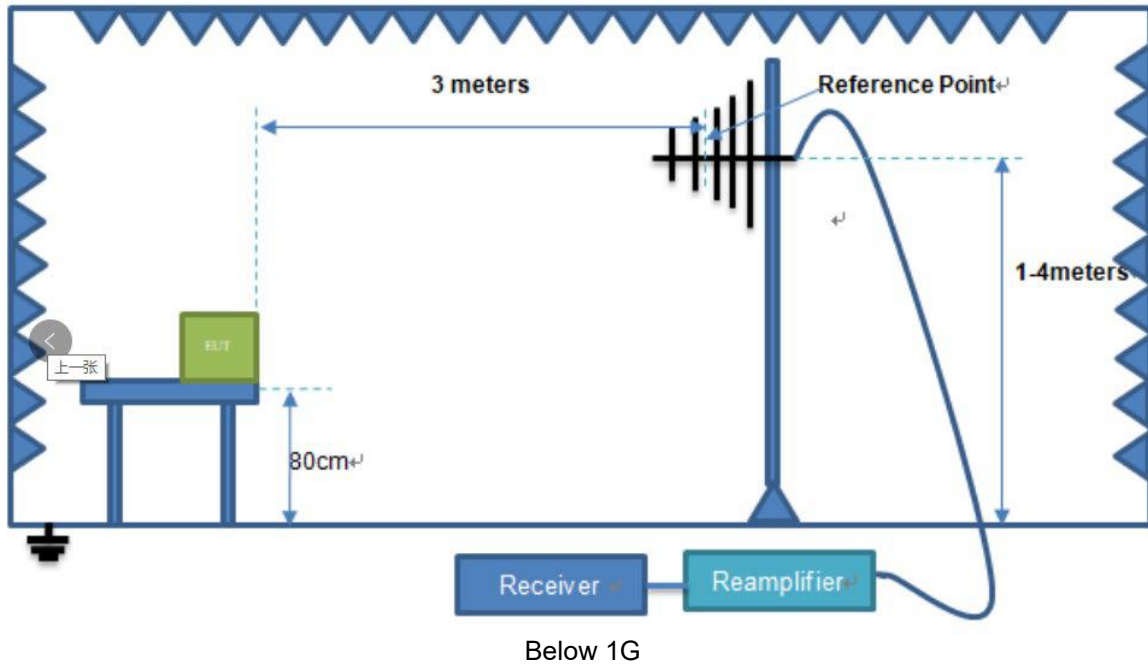 3 meters
Reference Point
1-4meters
EUT
上一张
80cm
Receiver
Reamplifier
Below 1G